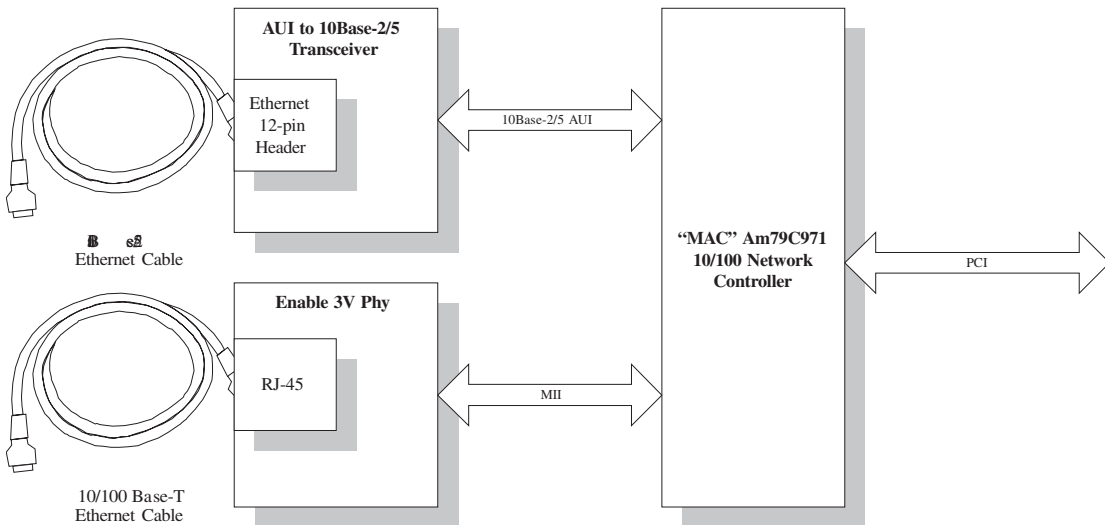 AUI to 10Base-2/5
Transceiver
Ethernet
12-pin
Header
10Base-2/5 AUI
Ethernet Cable
“MAC” Am79C971
10/100 Network
Controller
PCI
Enable 3V Phy
RJ-45
MII
10/100 Base-T
Ethernet Cable